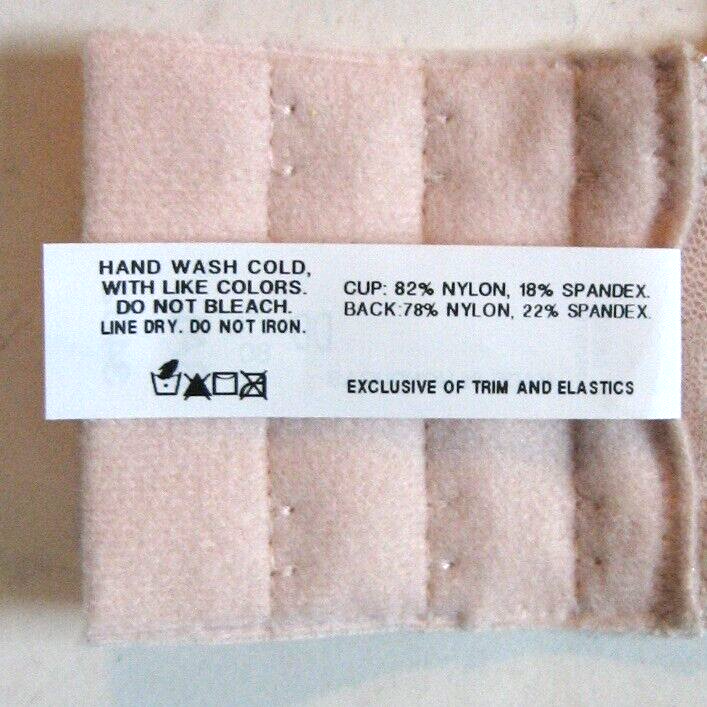 HAND WASH COLD,
WITH LIKE COLORS.
DO NOT BLEACH.
LINE DRY. DO NOT IRON.
CUP: 82% NYLON, 18% SPANDEX.
BACK:78% NYLON, 22% SPANDEX.
EXCLUSIVE OF TRIM AND ELASTICS